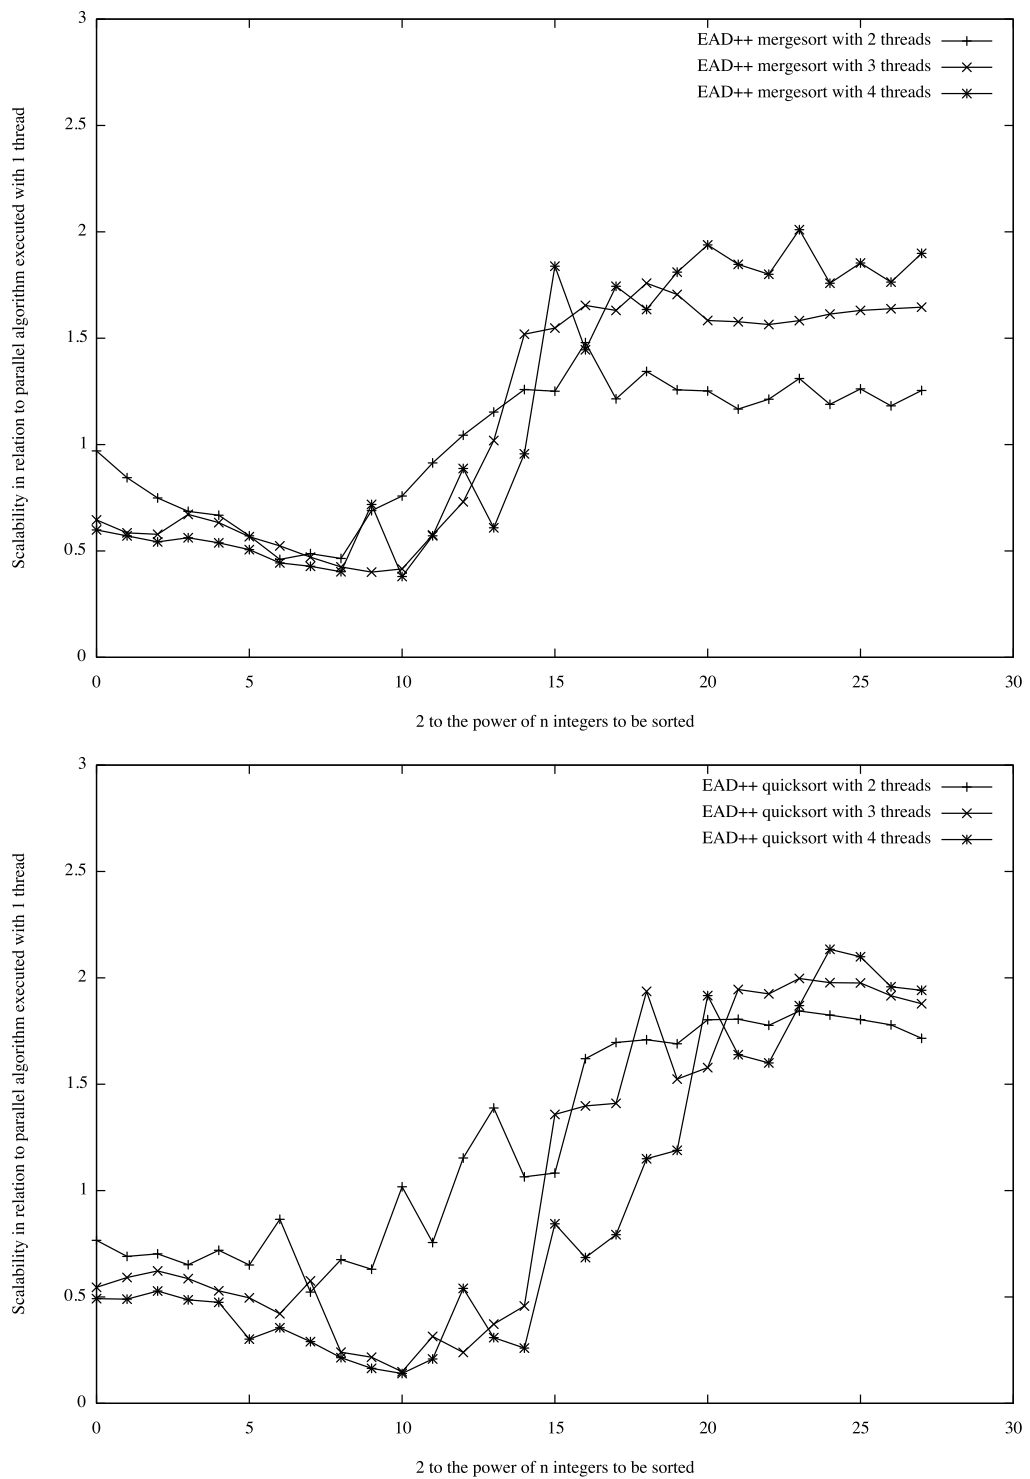 3
2.5
2
1.5
1
0.5
0
Scalability in relation to parallel algorithm executed with 1 thread
EAD++ mergesort with 2 threads
EAD++ mergesort with 3 threads
EAD++ mergesort with 4 threads
0 5 10 15 20 25 30
2 to the power of n integers to be sorted
3
2.5
2
1.5
1
0.5
0
Scalability in relation to parallel algorithm executed with 1 thread
EAD++ quicksort with 2 threads
EAD++ quicksort with 3 threads
EAD++ quicksort with 4 threads
0 5 10 15 20 25 30
2 to the power of n integers to be sorted